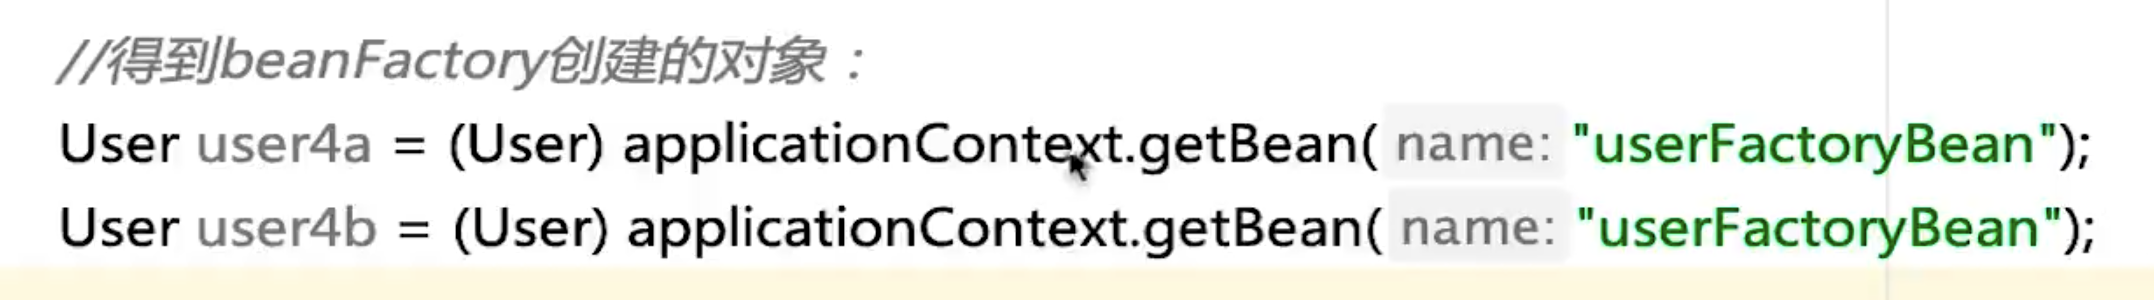 //得到beanFactory创建的对象：
User user4a = (User) applicationContext.getBean( name: "userFactoryBean");
User user4b = (User) applicationContext.getBean( name: "userFactoryBean");